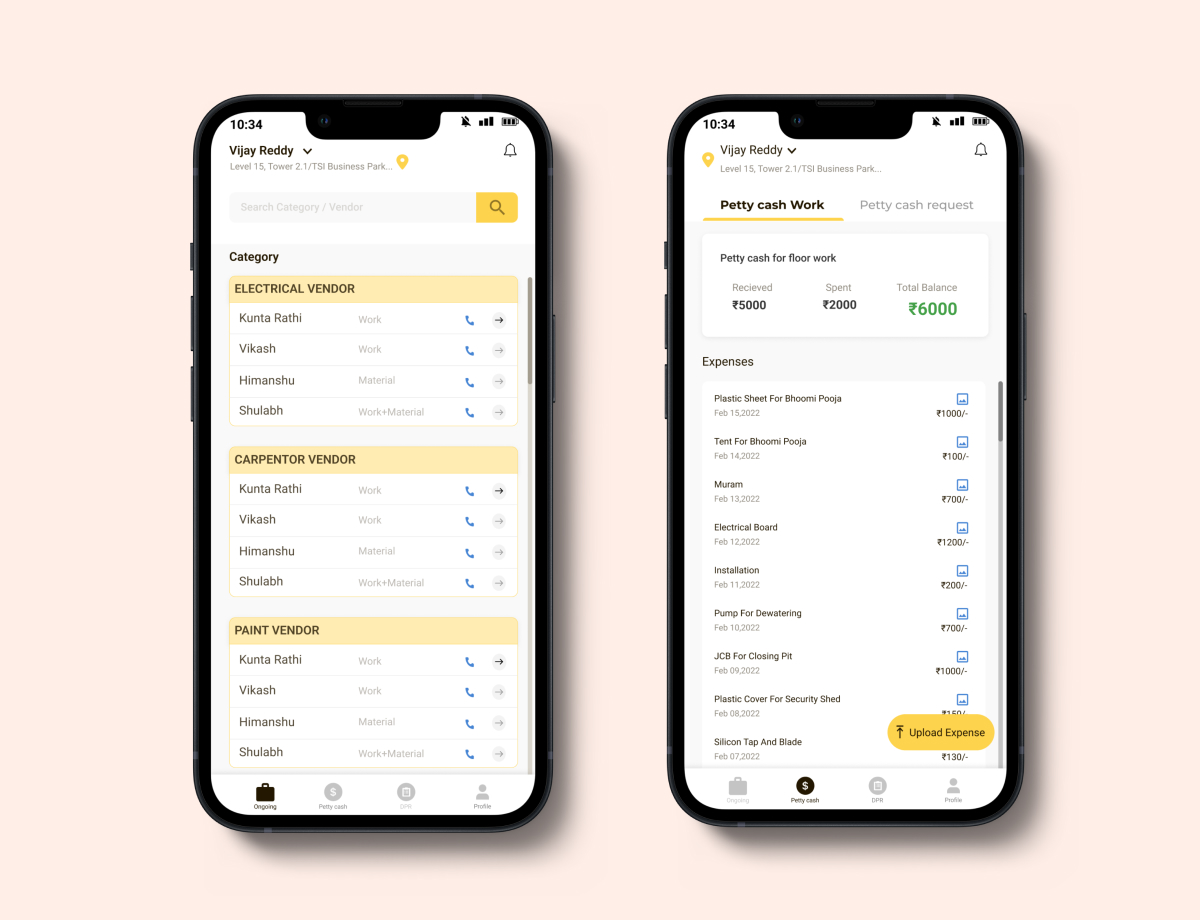 10:34
Vijay Reddy
Level 15, Tower 2.1/TSI Business Park...
Search Category / Vendor
Category
ELECTRICAL VENDOR
Kunta Rathi Work
Vikash Work
Himanshu Material
Shulabh Work+Material
CARPENTOR VENDOR
Kunta Rathi Work
Vikash Work
Himanshu Material
Shulabh Work+Material
PAINT VENDOR
Kunta Rathi Work
Vikash Work
Himanshu Material
Shulabh Work+Material
Ongoing Petty cash DPR Profile
10:34
Vijay Reddy
Level 15, Tower 2.1/TSI Business Park...
Petty cash Work Petty cash request
Petty cash for floor work
Recieved Spent Total Balance
₹5000 ₹2000 ₹6000
Expenses
Plastic Sheet For Bhoomi Pooja
Feb 15,2022 ₹1000/-
Tent For Bhoomi Pooja
Feb 14,2022 ₹100/-
Muram
Feb 13,2022 ₹700/-
Electrical Board
Feb 12,2022 ₹1200/-
Installation
Feb 11,2022 ₹200/-
Pump For Dewatering
Feb 10,2022 ₹700/-
JCB For Closing Pit
Feb 09,2022 ₹1000/-
Plastic Cover For Security Shed
Feb 08,2022
Upload Expense
Silicon Tap And Blade
Feb 07,2022 ₹130/-
Ongoing Petty cash DPR Profile